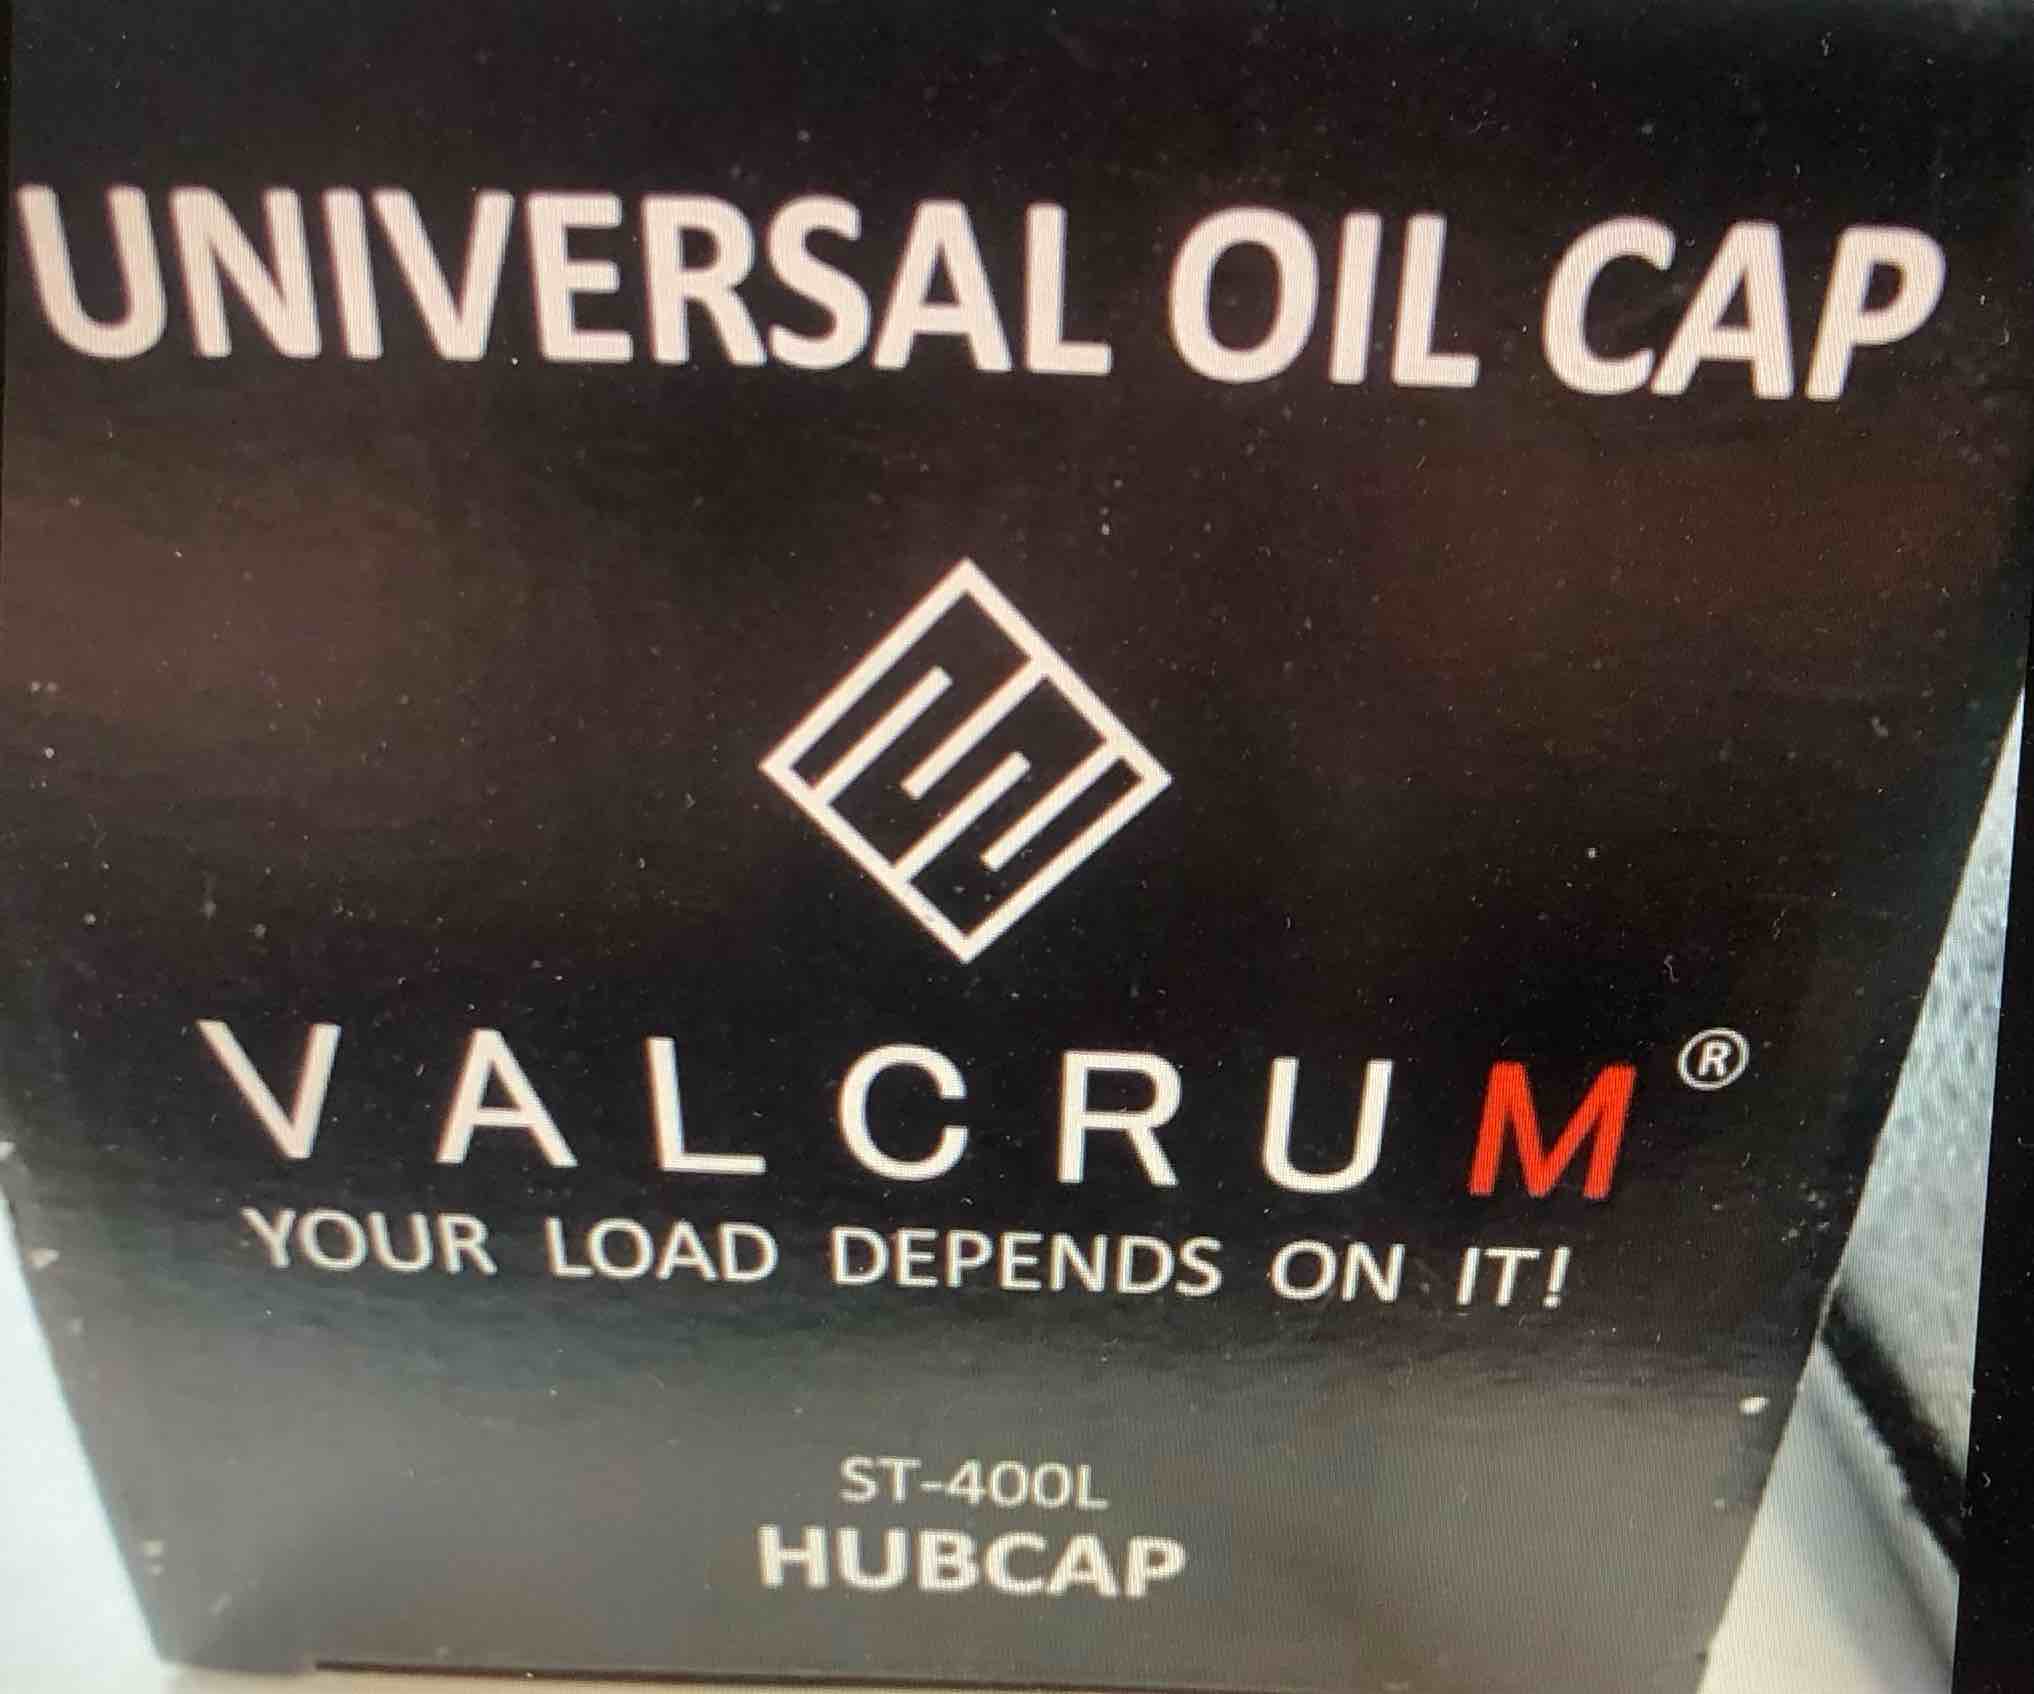 UNIVERSAL OIL CAP
VALCRUM®
YOUR LOAD DEPENDS ON IT!
ST-400L
HUBCAP